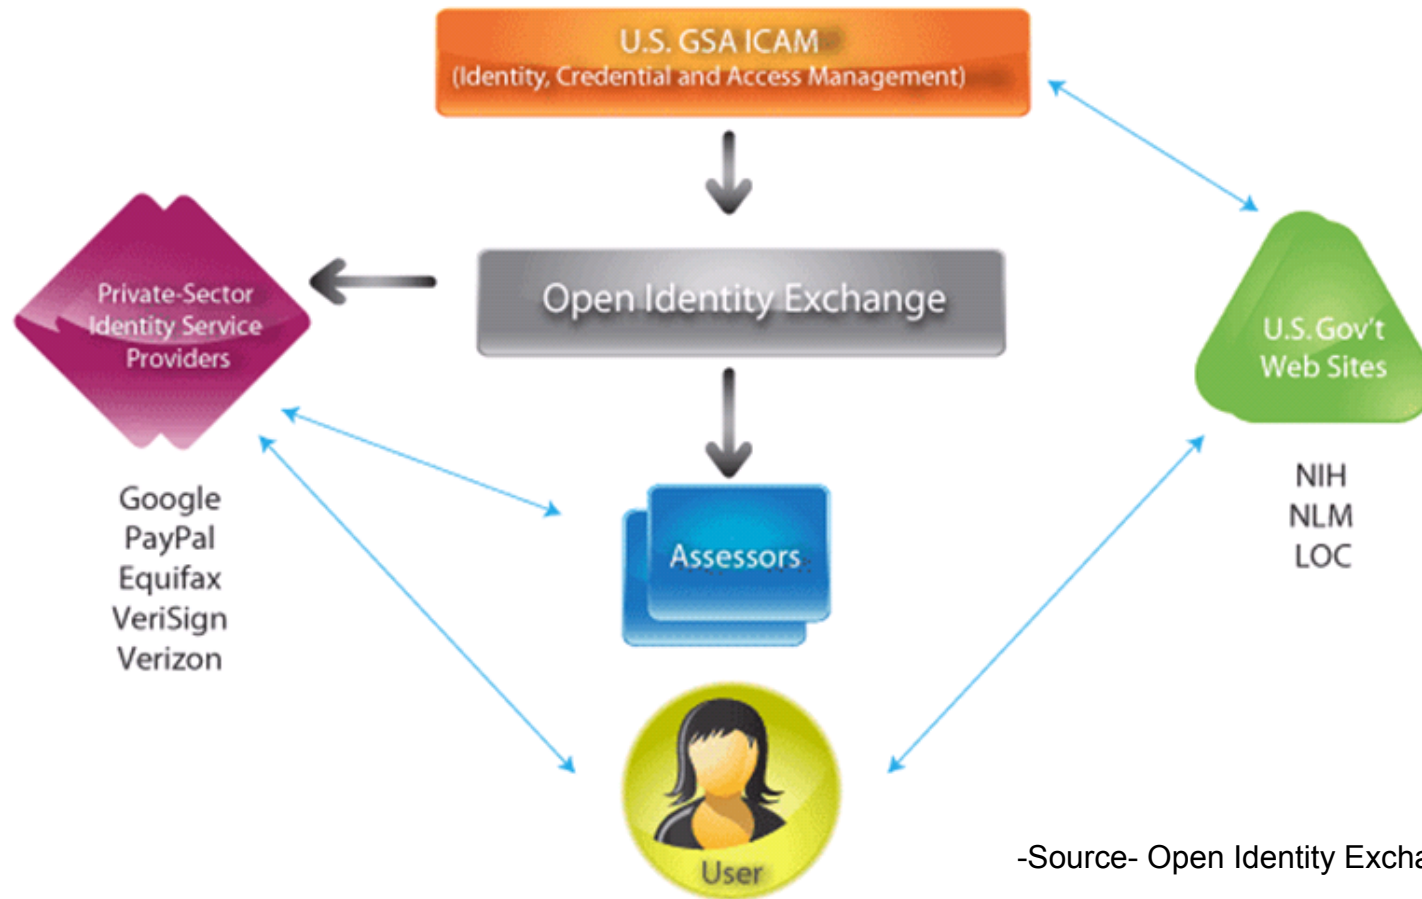 U.S. GSA ICAM
(Identity, Credential and Access Management)
Open Identity Exchange
Private-Sector
Identity Service
Providers
Google
PayPal
Equifax
VeriSign
Verizon
Assessors
U.S. Gov't
Web Sites
NIH
NLM
LOC
User
-Source- Open Identity